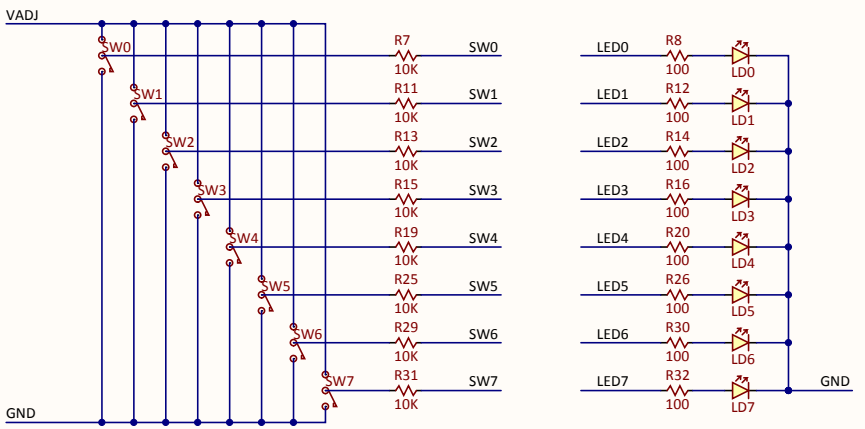 VADJ
SW0 R7 10K SW0 LED0 R8 100 LD0
SW1 R11 10K SW1 LED1 R12 100 LD1
SW2 R13 10K SW2 LED2 R14 100 LD2
SW3 R15 10K SW3 LED3 R16 100 LD3
SW4 R19 10K SW4 LED4 R20 100 LD4
SW5 R25 10K SW5 LED5 R26 100 LD5
SW6 R29 10K SW6 LED6 R30 100 LD6
SW7 R31 10K SW7 LED7 R32 100 LD7 GND
GND